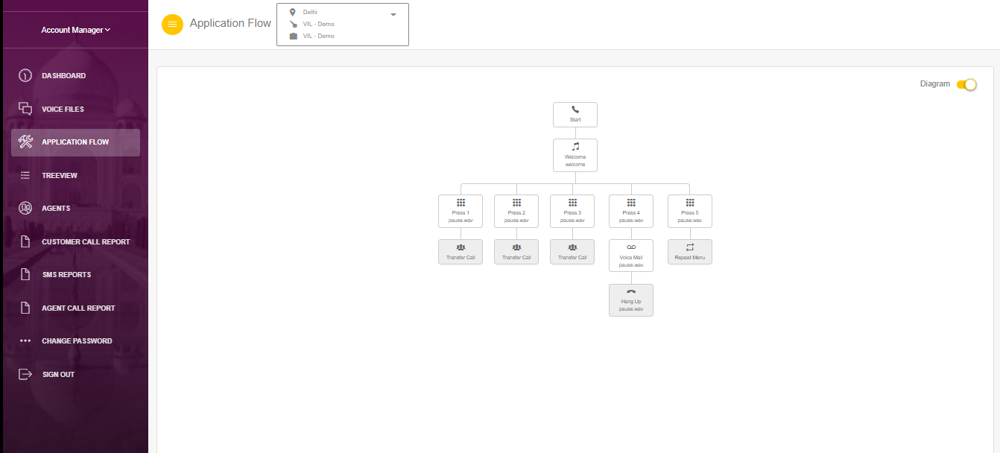 Account Manager
DASHBOARD
VOICE FILES
APPLICATION FLOW
TREEVIEW
AGENTS
CUSTOMER CALL REPORT
SMS REPORTS
AGENT CALL REPORT
CHANGE PASSWORD
SIGN OUT
Application Flow
Delhi
VIL - Demo
VIL - Demo
Diagram
Start
Welcome
welcome
Press 1
pause.wav
Press 2
pause.wav
Press 3
pause.wav
Press 4
pause.wav
Press 5
pause.wav
Transfer Call
Transfer Call
Transfer Call
Voice Mail
pause.wav
Repeat Menu
Hang Up
pause.wav